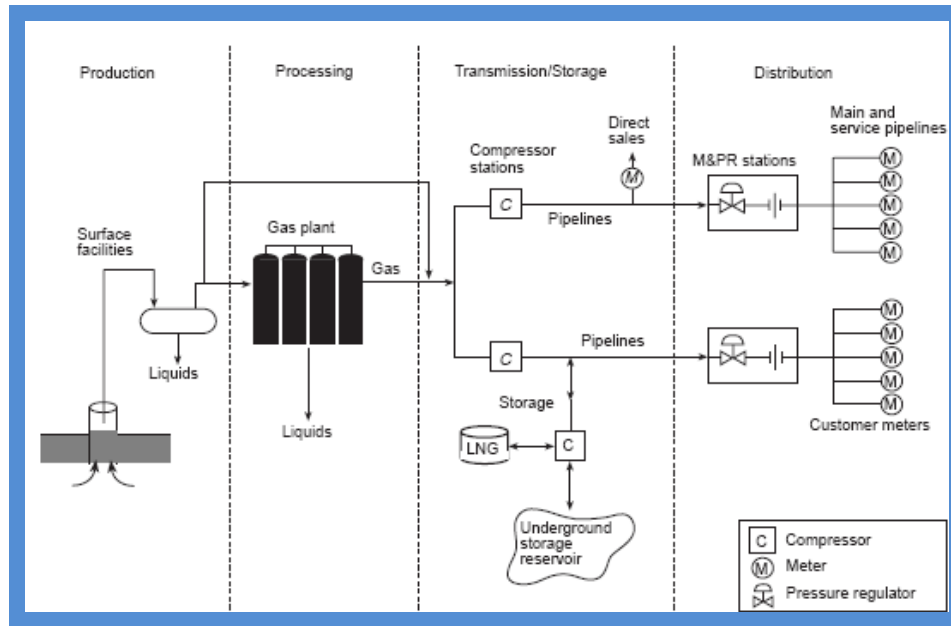 Production
Processing
Transmission/Storage
Distribution
Main and
service pipelines
Direct
sales
Compressor
stations
M&PR stations
M
M
M
M
M
M
C
Pipelines
Surface
facilities
Gas plant
Gas
Liquids
Liquids
C
Pipelines
M
M
M
M
M
Storage
Customer meters
LNG
C
Underground
storage
reservoir
C Compressor
M Meter
Pressure regulator